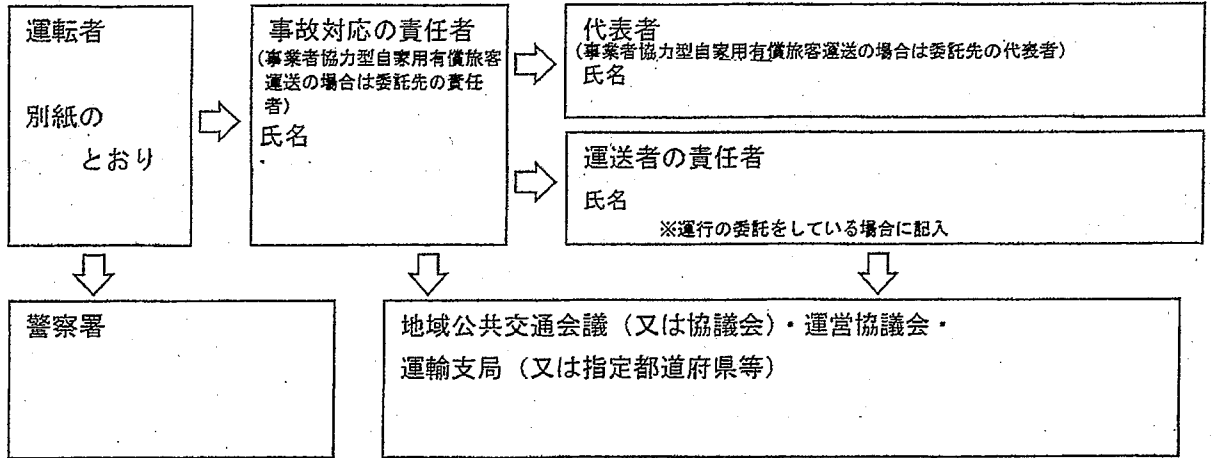 運転者
別紙の
とおり
事故対応の責任者
(事業者協力型自家用有償旅客
運送の場合は委託先の責任
者)
氏名
代表者
(事業者協力型自家用有償旅客運送の場合は委託先の代表者)
氏名
運送者の責任者
氏名
※運行の委託をしている場合に記入
警察署
地域公共交通会議（又は協議会）・運営協議会・
運輸支局（又は指定都道府県等）